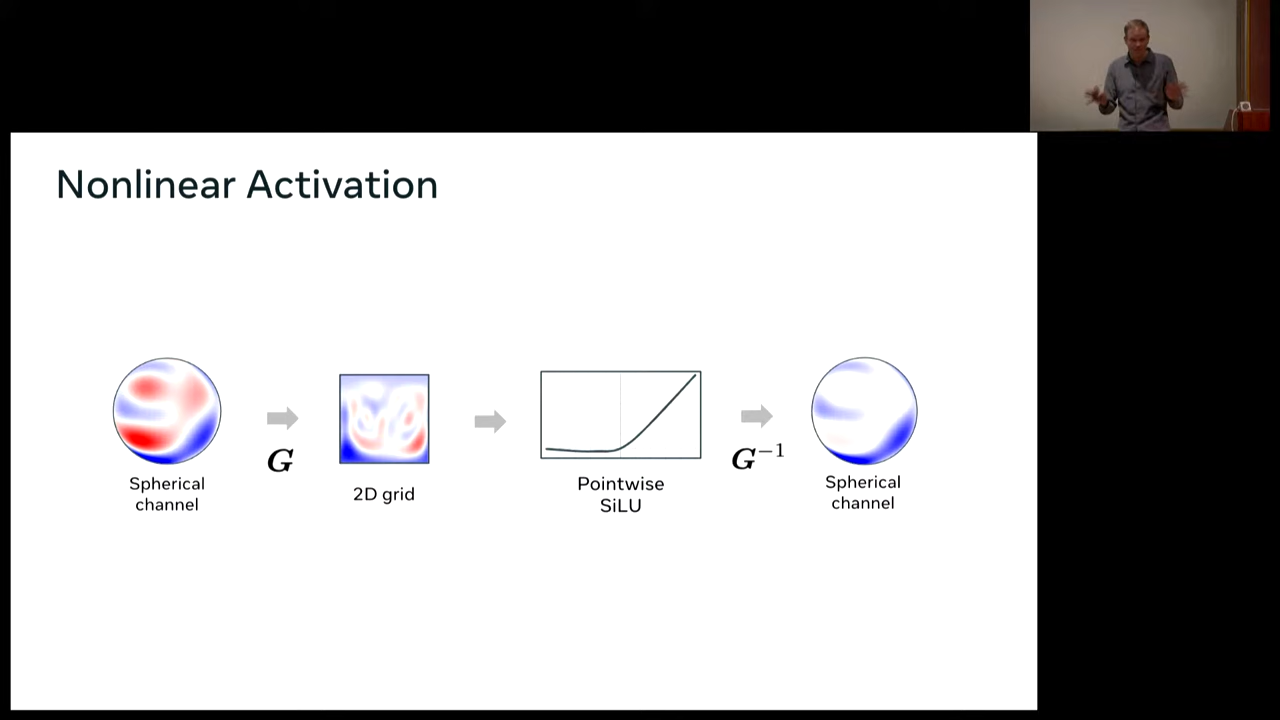 Nonlinear Activation
Spherical
channel
G
2D grid
Pointwise
SiLU
G⁻¹
Spherical
channel